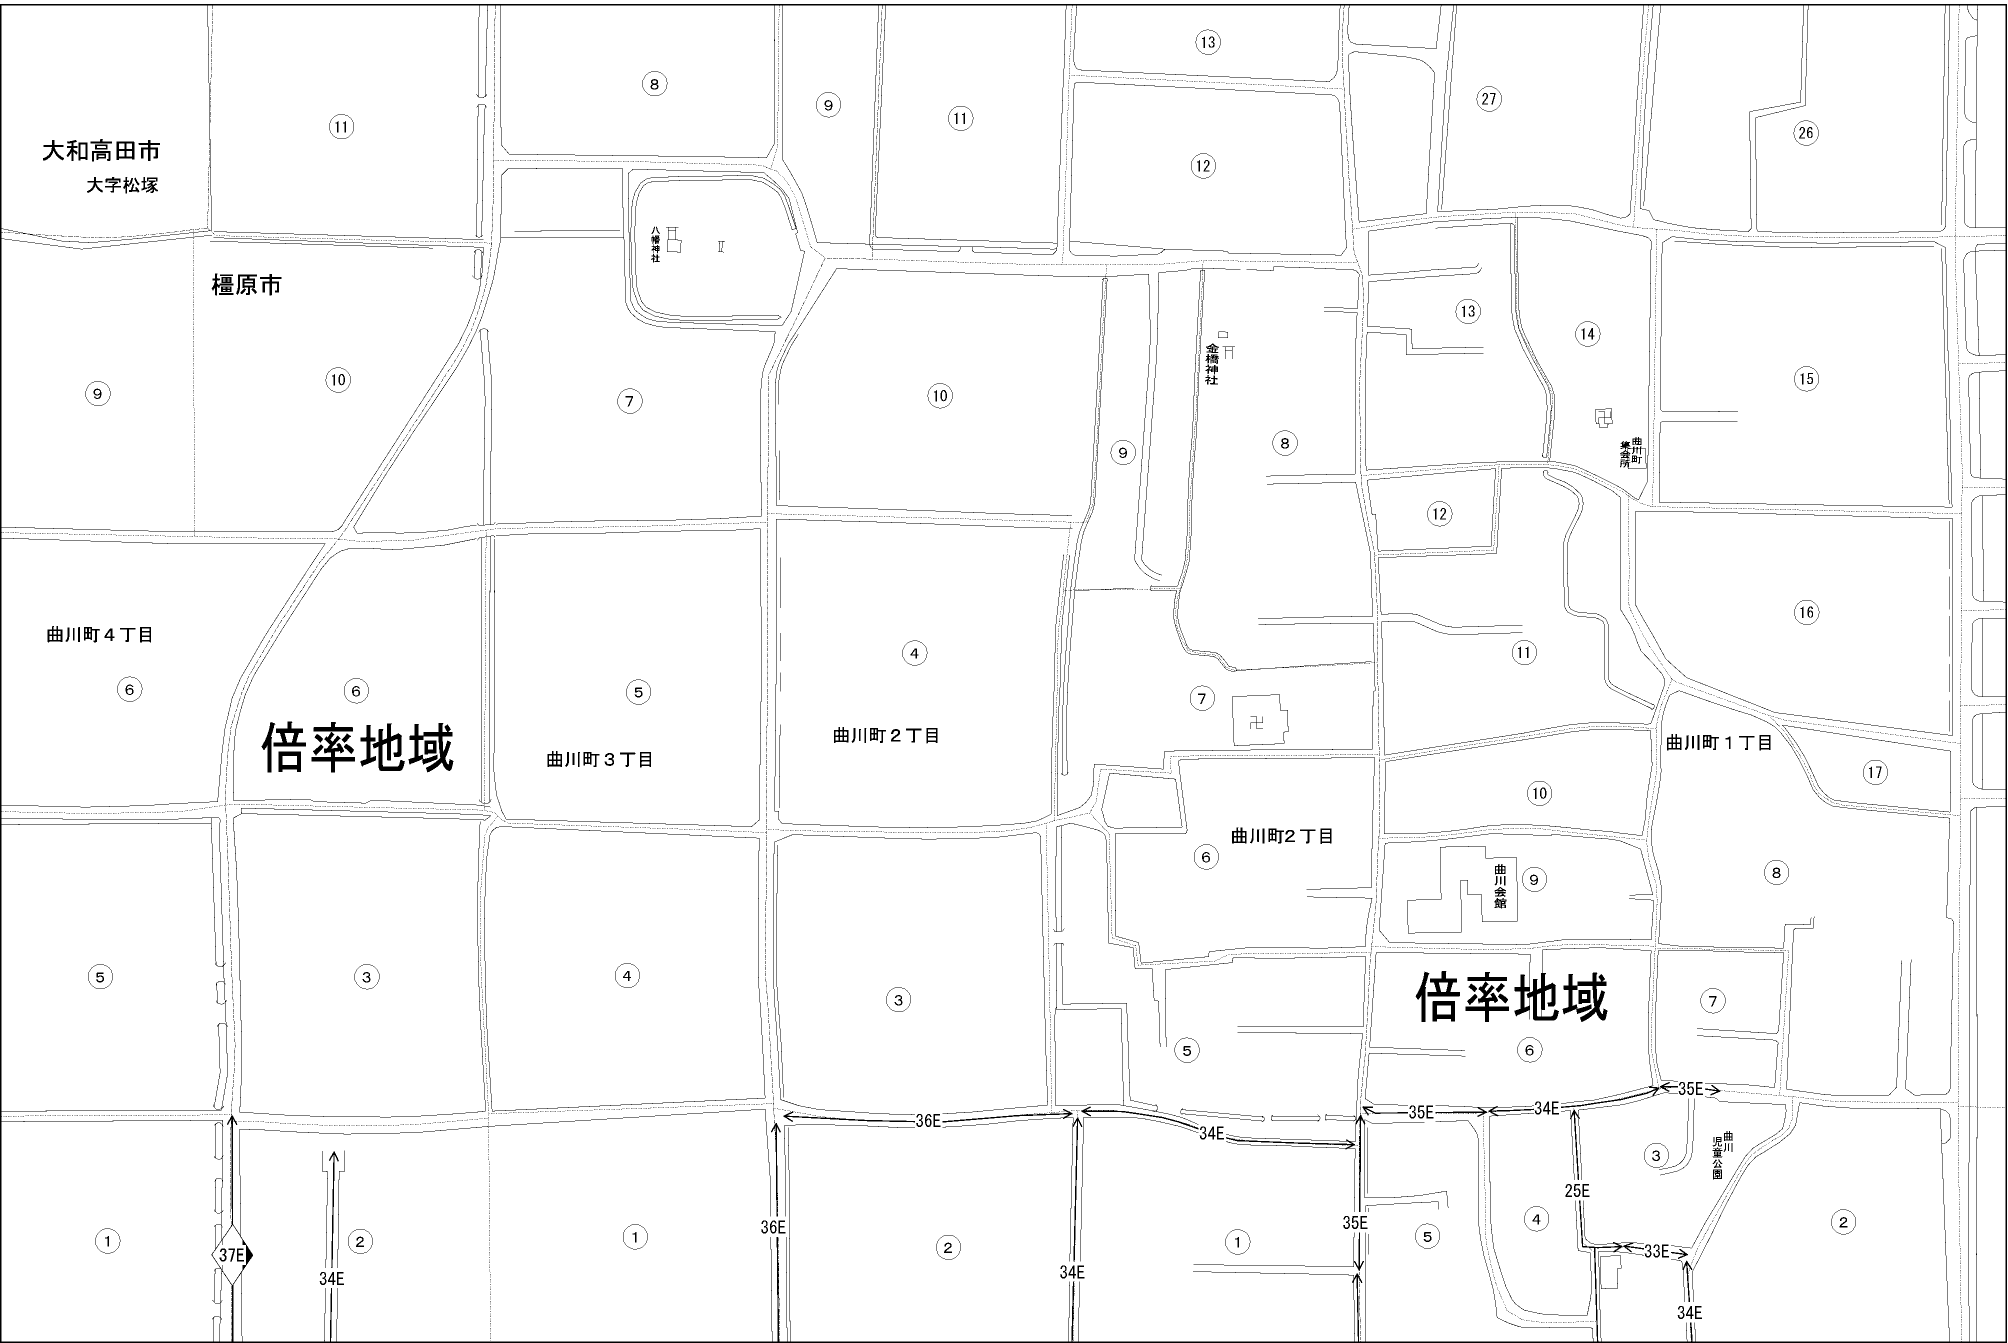 13
8
27
9
11
11
26
大和高田市
12
大字松塚
八幡神社
橿原市
13
14
金橋神社
10
15
9
7
10
8
曲川町
集会所
9
12
16
曲川町４丁目
4
11
6
6
5
7
倍率地域
曲川町２丁目
曲川町１丁目
曲川町３丁目
17
10
曲川町2丁目
6
8
曲川会館
9
5
3
4
3
倍率地域
7
5
6
35E
36E
35E
34E
34E
曲川
児童公園
3
25E
36E
35E
4
2
1
2
1
2
1
5
37E
33E
34E
34E
34E